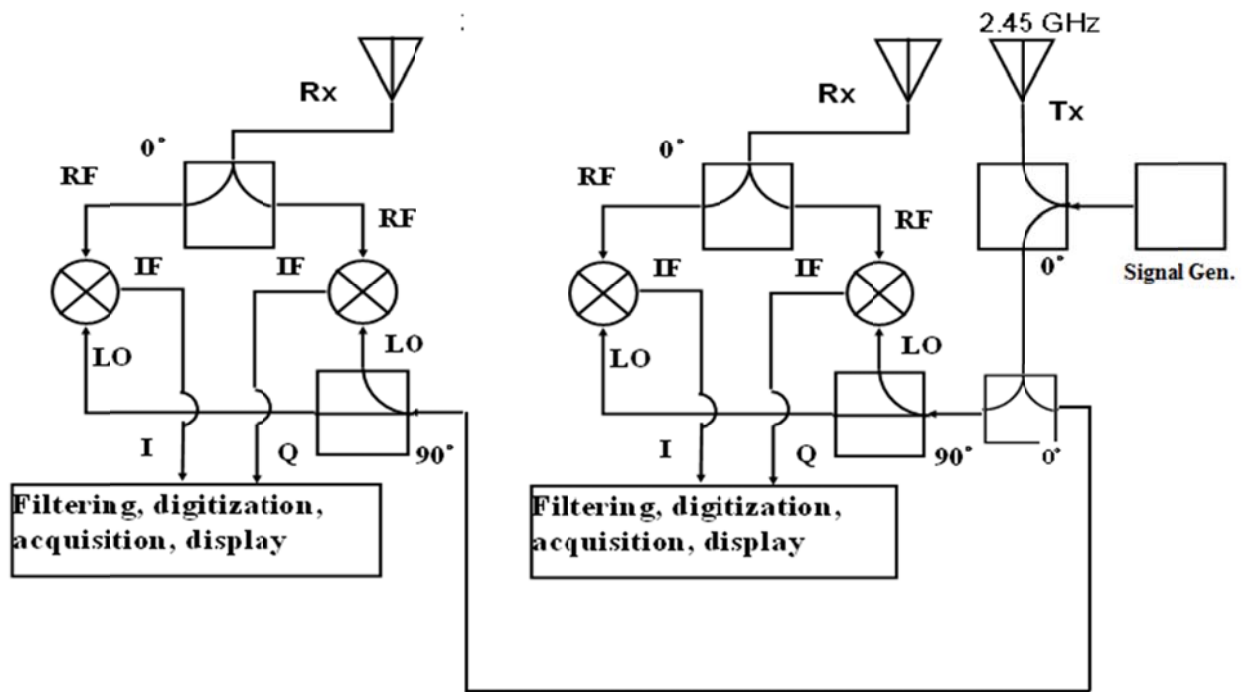 :
2.45 GHz
Rx
Rx
Tx
0°
0°
RF
RF
RF
RF
IF
IF
IF
IF
0°
Signal Gen.
LO
LO
LO
LO
I
Q
90°
I
Q
90°
0°
Filtering, digitization,
acquisition, display
Filtering, digitization,
acquisition, display